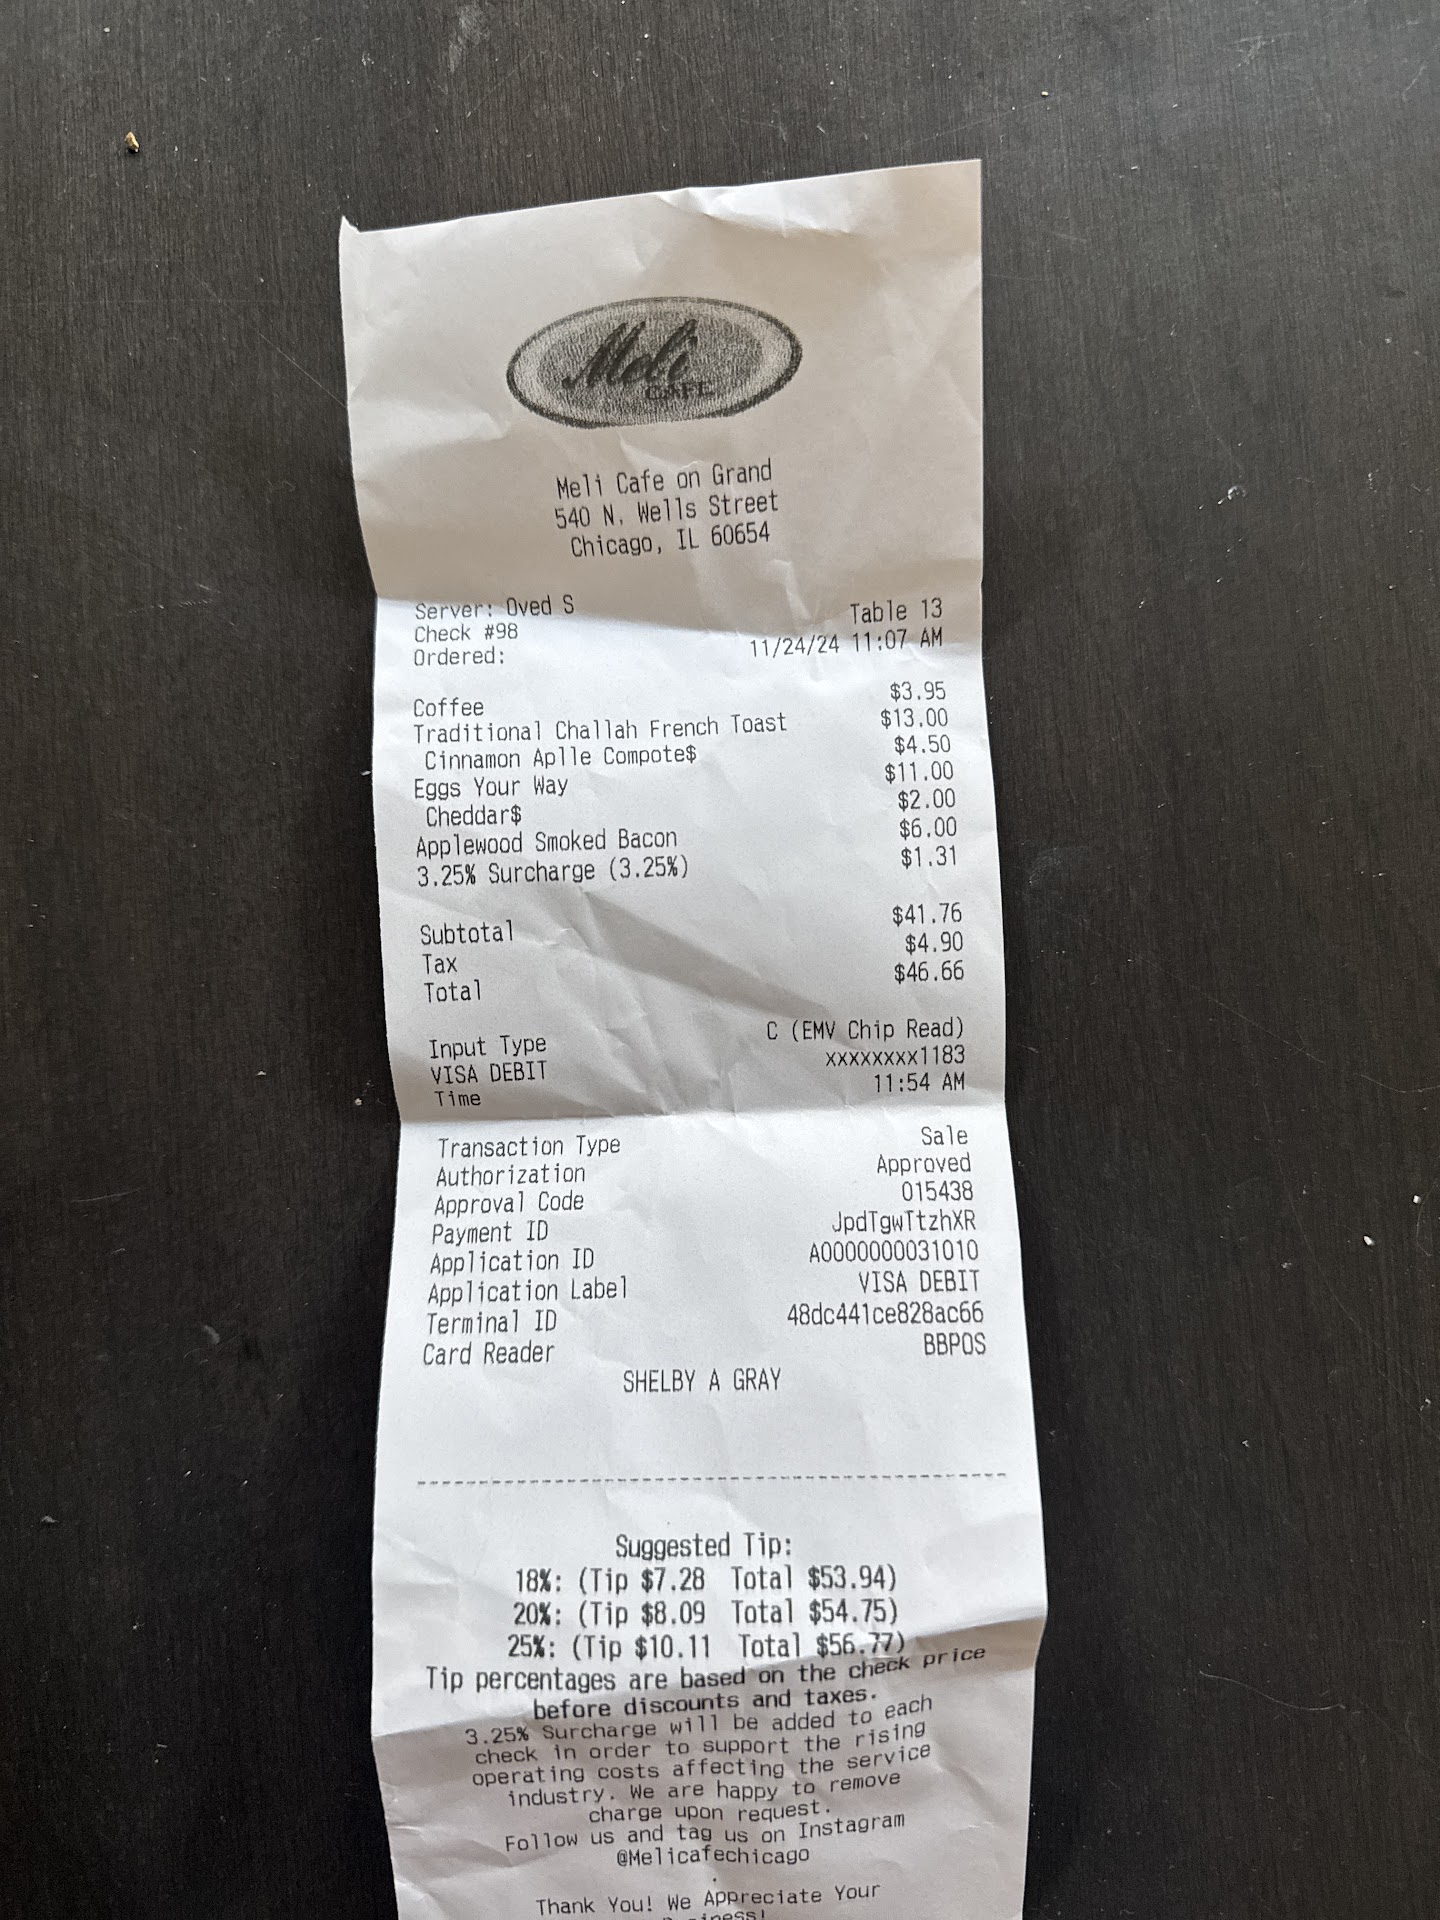 Meli
CAFE
Meli Cafe on Grand
540 N. Wells Street
Chicago, IL 60654
Server: Oved S Table 13
Check #98
Ordered: 11/24/24 11:07 AM
Coffee $3.95
Traditional Challah French Toast $13.00
Cinnamon Aplle Compote$ $4.50
Eggs Your Way $11.00
Cheddar$ $2.00
Applewood Smoked Bacon $6.00
3.25% Surcharge (3.25%) $1.31
Subtotal $41.76
Tax $4.90
Total $46.66
Input Type C (EMV Chip Read)
VISA DEBIT xxxxxxxx1183
Time 11:54 AM
Transaction Type Sale
Authorization Approved
Approval Code 015438
Payment ID JpdTgwTtzhXR
Application ID A0000000031010
Application Label VISA DEBIT
Terminal ID 48dc441ce828ac66
Card Reader BBPOS
SHELBY A GRAY
Suggested Tip:
18%: (Tip $7.28 Total $53.94)
20%: (Tip $8.09 Total $54.75)
25%: (Tip $10.11 Total $56.77)
Tip percentages are based on the check price
before discounts and taxes.
3.25% Surcharge will be added to each
check in order to support the rising
operating costs affecting the service
industry. We are happy to remove
charge upon request.
Follow us and tag us on Instagram
@Melicafechicago
.
Thank You! We Appreciate Your